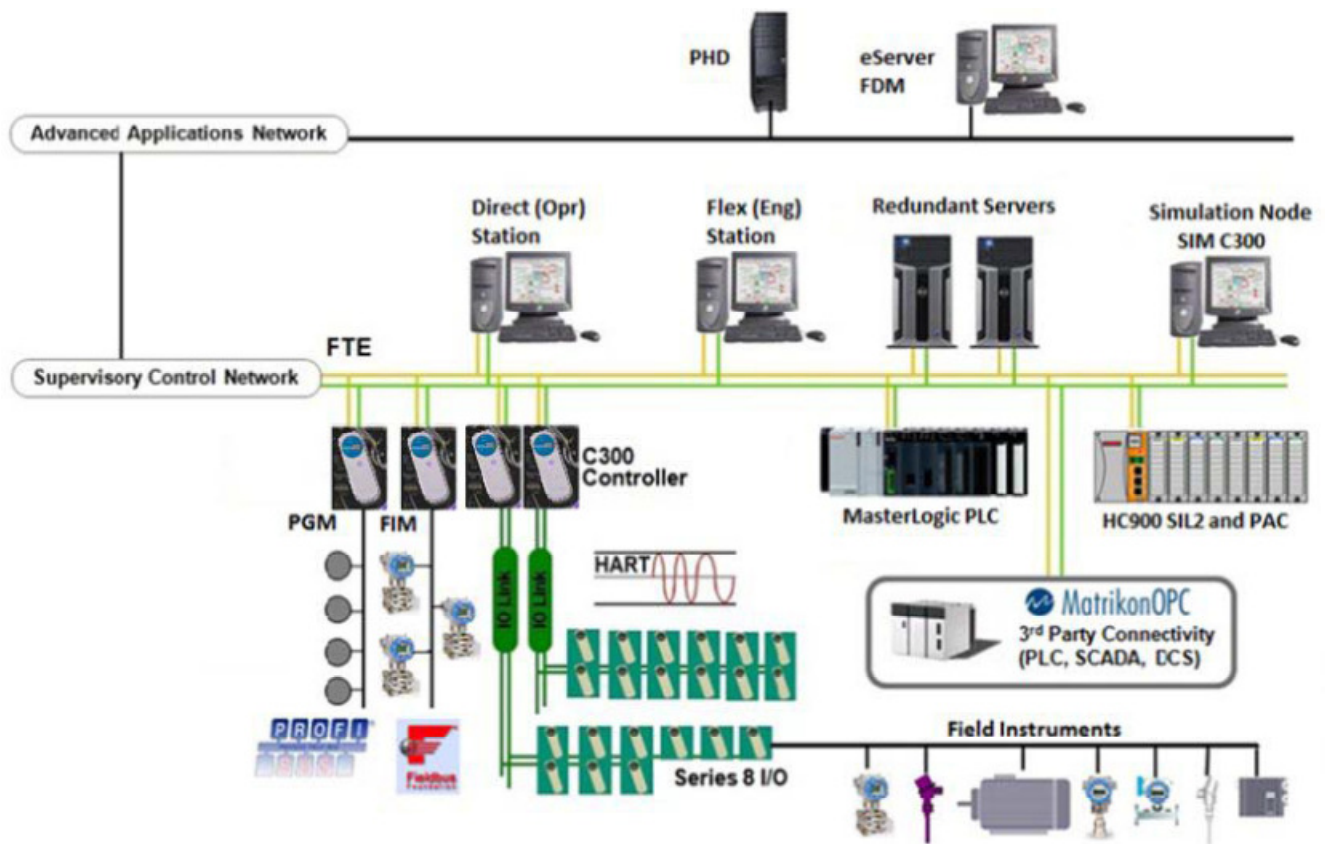 PHD
eServer
FDM
Advanced Applications Network
Direct (Opr)
Station
Flex (Eng)
Station
Redundant Servers
Simulation Node
SIM C300
FTE
Supervisory Control Network
C300
Controller
PGM
FIM
MasterLogic PLC
HC900 SIL2 and PAC
IO Link
IO Link
HART
MatrikonOPC
3rd Party Connectivity
(PLC, SCADA, DCS)
PROFI
Fieldbus
Foundation
Series 8 I/O
Field Instruments